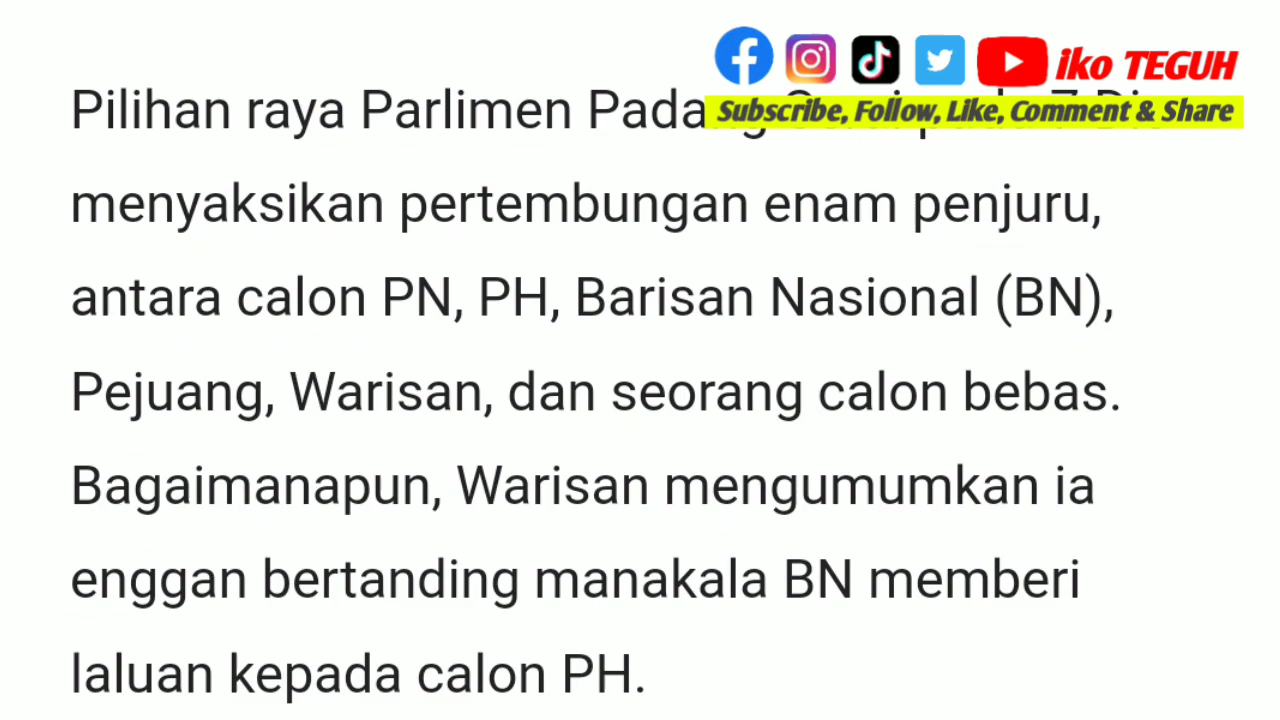 iko TEGUH
Subscribe, Follow, Like, Comment & Share
Pilihan raya Parlimen
menyaksikan pertembungan enam penjuru,
antara calon PN, PH, Barisan Nasional (BN),
Pejuang, Warisan, dan seorang calon bebas.
Bagaimanapun, Warisan mengumumkan ia
enggan bertanding manakala BN memberi
laluan kepada calon PH.